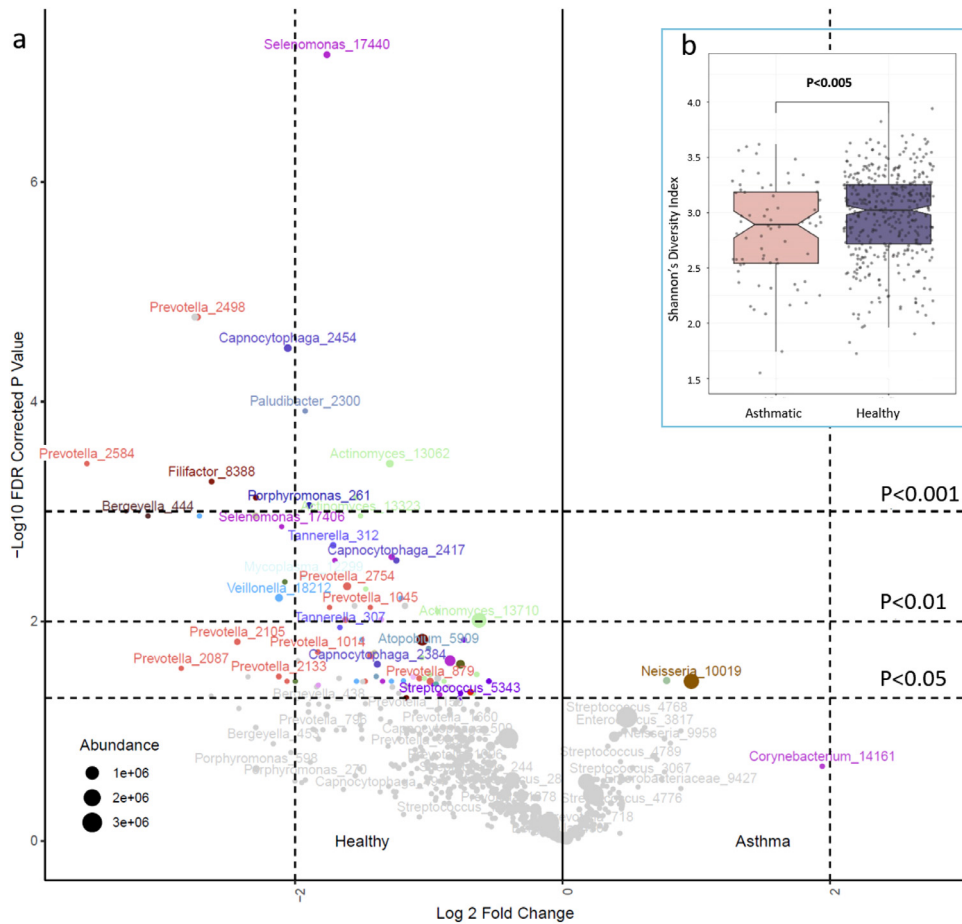 a
Selenomonas_17440
b
P<0.005
4.0
3.5
3.0
2.5
2.0
1.5
Shannon's Diversity Index
Asthmatic
Healthy
6
Prevotella_2498
Capnocytophaga_2454
4
Paludibacter_2300
Prevotella_2584
Actinomyces_13062
Filifactor_8388
Porphyromonas_261
Bergeyella_444
Actinomyces_13323
P<0.001
Selenomonas_17406
Tannerella_312
Capnocytophaga_2417
Prevotella_2754
Veillonella_18212
Prevotella_1045
P<0.01
2
Tannerella_307
Actinomyces_13710
Prevotella_2105
Prevotella_1014
Atopobium_5909
Prevotella_2087
Capnocytophaga_2384
Prevotella_2133
Prevotella_879
Neisseria_10019
P<0.05
Streptococcus_5343
Bergeyella_438
Streptococcus_4768
Prevotella_796
Enterococcus_3817
Neisseria_9958
Streptococcus_4789
Corynebacterium_14161
Porphyromonas_598
Porphyromonas_270
Streptococcus_3067
Streptococcus_4776
Abundance
1e+06
2e+06
3e+06
0
Healthy
Asthma
-2
0
2
Log 2 Fold Change
−Log10 FDR Corrected P Value